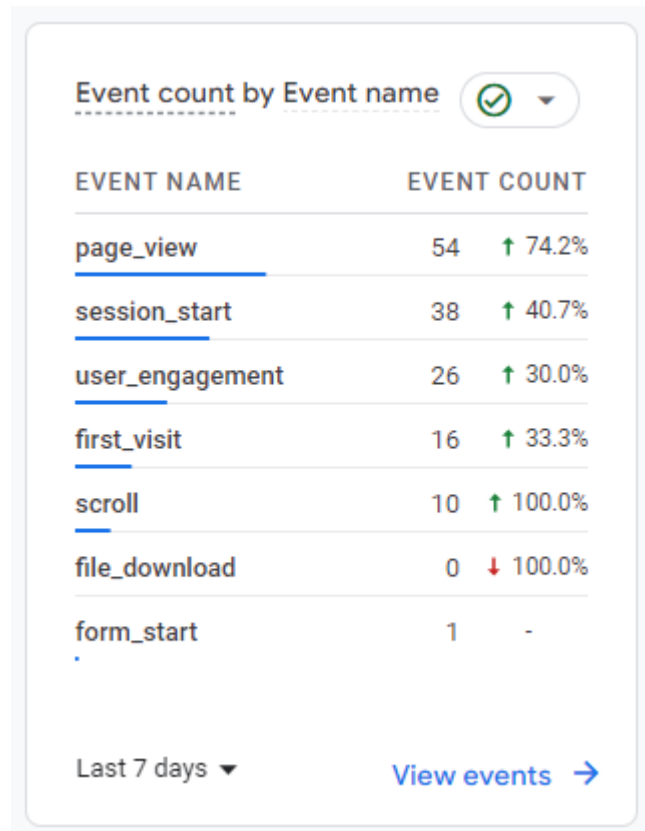 Event count by Event name
EVENT NAME EVENT COUNT
page_view 54 ↑ 74.2%
session_start 38 ↑ 40.7%
user_engagement 26 ↑ 30.0%
first_visit 16 ↑ 33.3%
scroll 10 ↑ 100.0%
file_download 0 ↓ 100.0%
form_start 1 -
Last 7 days View events →